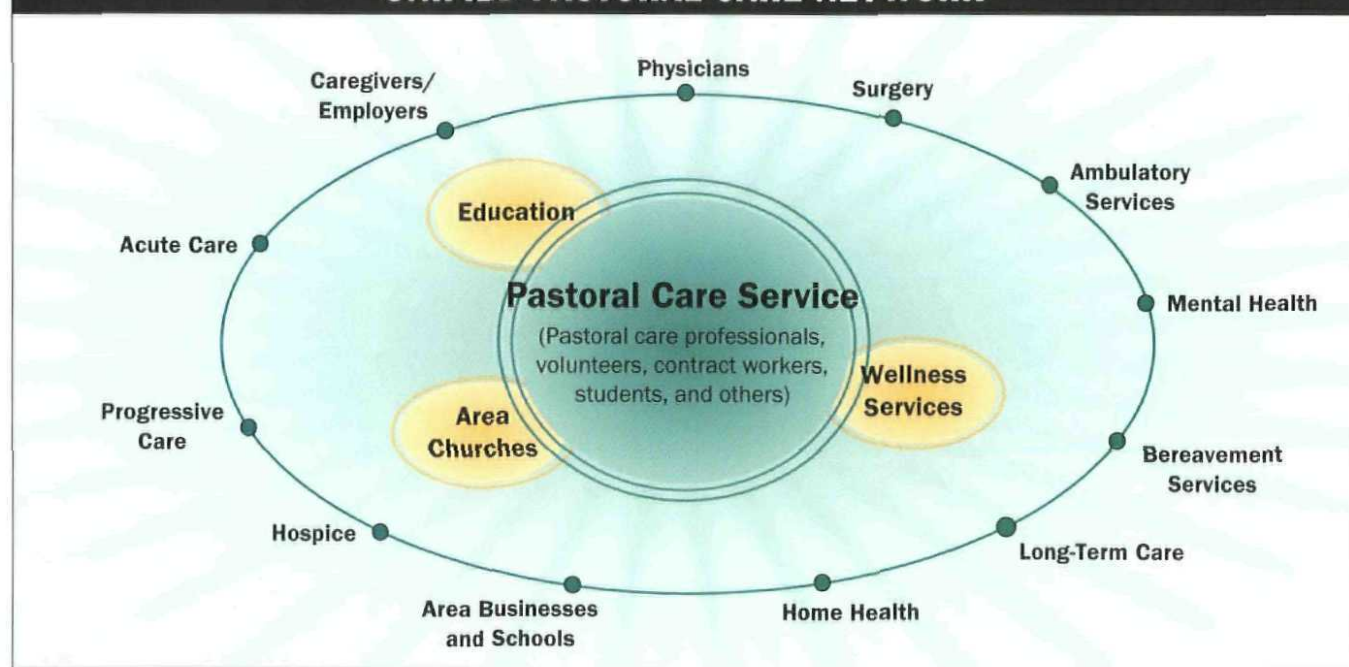 Physicians
Caregivers/
Employers
Surgery
Ambulatory
Services
Education
Acute Care
Pastoral Care Service
(Pastoral care professionals,
volunteers, contract workers,
students, and others)
Mental Health
Wellness
Services
Progressive
Care
Area
Churches
Bereavement
Services
Hospice
Long-Term Care
Area Businesses
and Schools
Home Health